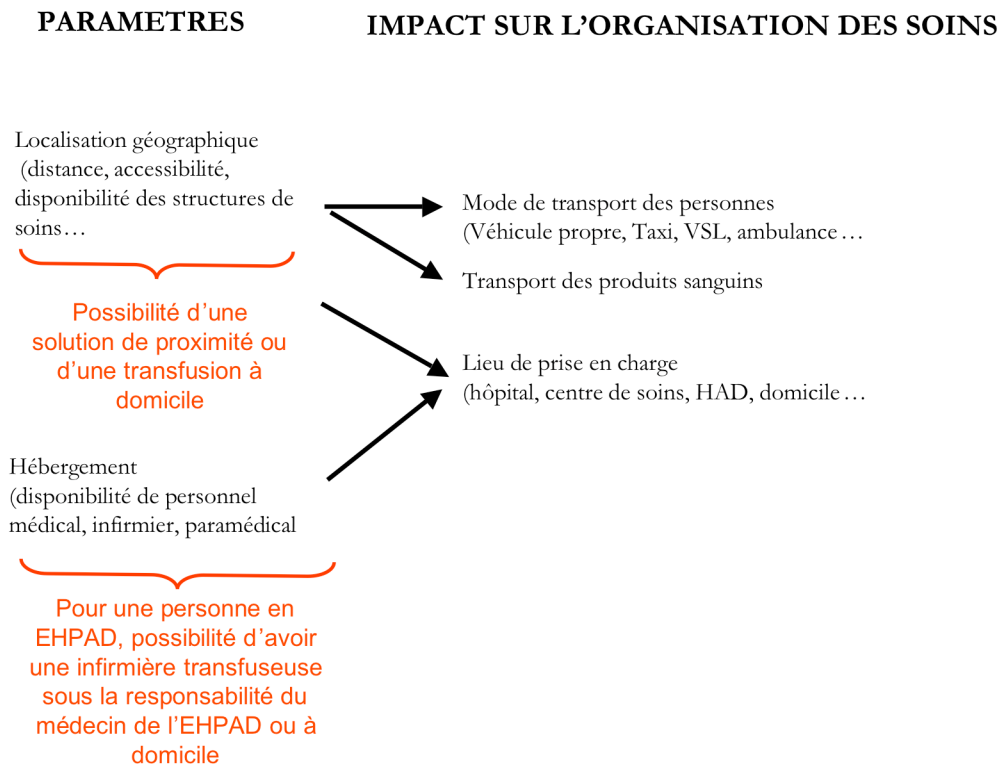 PARAMETRES
IMPACT SUR L’ORGANISATION DES SOINS
Localisation géographique
(distance, accessibilité,
disponibilité des structures de
soins…
Possibilité d’une
solution de proximité ou
d’une transfusion à
domicile
Hébergement
(disponibilité de personnel
médical, infirmier, paramédical
Pour une personne en
EHPAD, possibilité d’avoir
une infirmière transfuseuse
sous la responsabilité du
médecin de l’EHPAD ou à
domicile
Mode de transport des personnes
(Véhicule propre, Taxi, VSL, ambulance…
Transport des produits sanguins
Lieu de prise en charge
(hôpital, centre de soins, HAD, domicile…